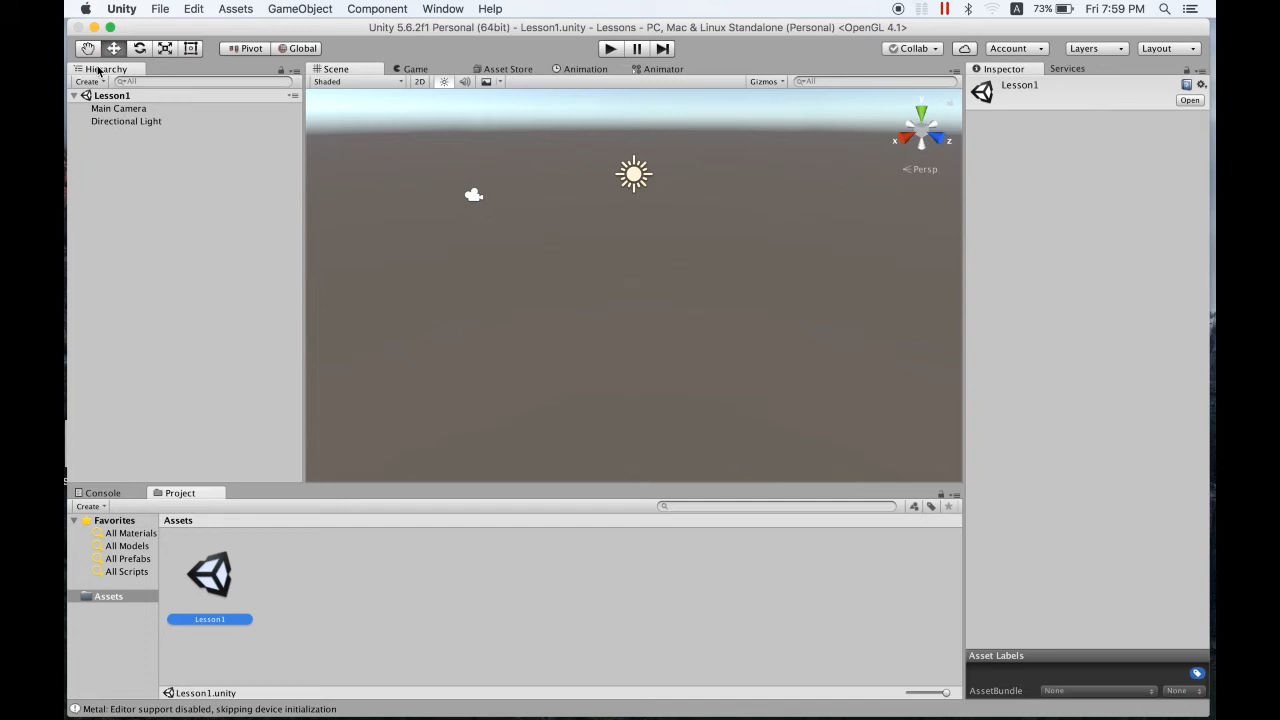 Unity File Edit Assets GameObject Component Window Help A 73% Fri 7:59 PM
Unity 5.6.2f1 Personal (64bit) - Lesson1.unity - Lessons - PC, Mac & Linux Standalone (Personal) <OpenGL 4.1>
Pivot Global Collab Account Layers Layout
Hierarchy Scene Game Asset Store Animation Animator Inspector Services
Create All Shaded 2D Gizmos All Lesson1
Open
Lesson1
Main Camera
Directional Light
y
x z
Persp
Console Project
Create
Favorites Assets
All Materials
All Models
All Prefabs
All Scripts
Assets
Lesson1
Asset Labels
Lesson1.unity AssetBundle None None
Metal: Editor support disabled, skipping device initialization